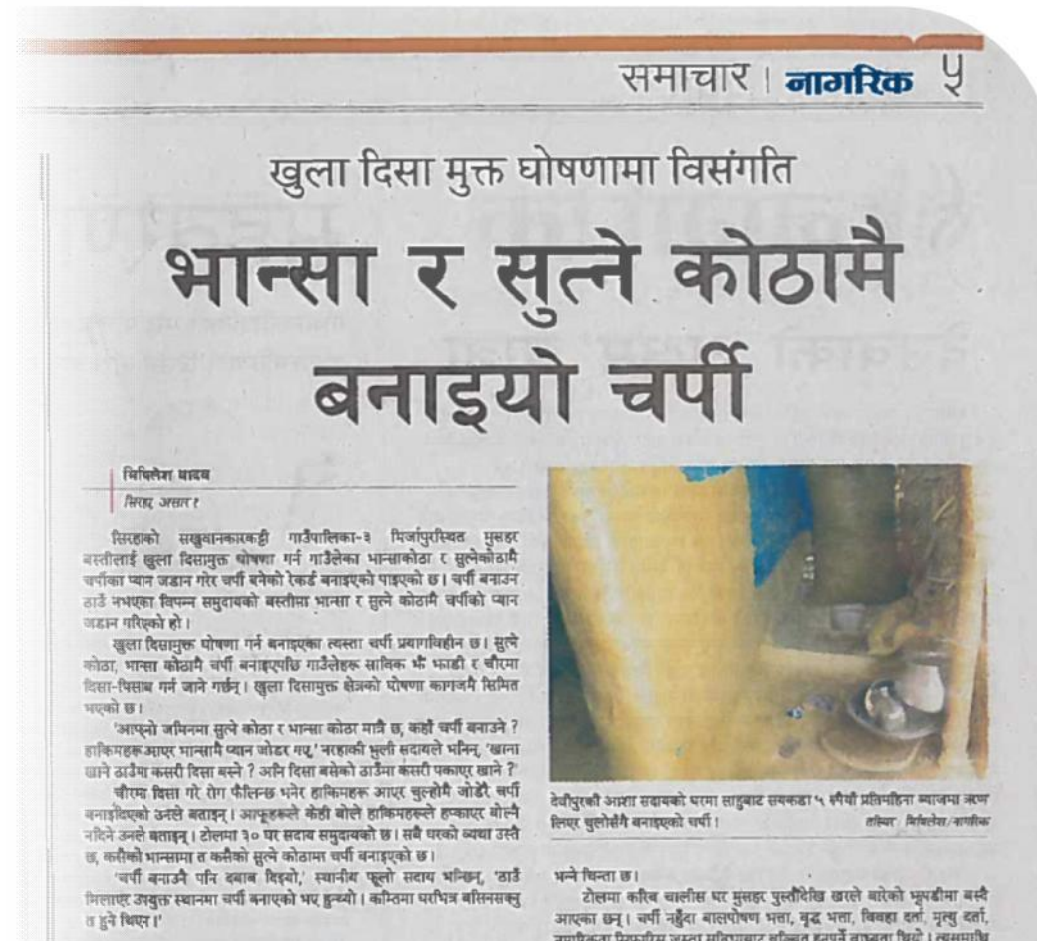 समाचार | नागरिक ५
खुला दिसा मुक्त घोषणामा विसंगति
भान्सा र सुत्ने कोठामै
बनाइयो चर्पी
मिथिलेश यादव
सिरहा, असार १
सिरहाको सखुवानकारकट्टी गाउँपालिका-३ मिर्जापुरस्थित मुसहर
बस्तीलाई खुला दिसामुक्त घोषणा गर्न गाउँलेका भान्साकोठा र सुत्नेकोठामै
चर्पीका प्यान जडान गरेर चर्पी बनेको रेकर्ड बनाइएको पाइएको छ। चर्पी बनाउन
ठाउँ नभएका विपन्न समुदायको बस्तीमा भान्सा र सुत्ने कोठामै चर्पीको प्यान
जडान गरिएको हो।
खुला दिसामुक्त घोषणा गर्न बनाइएका त्यस्ता चर्पी प्रयोगविहीन छ। सुत्ने
कोठा, भान्सा कोठामै चर्पी बनाइएपछि गाउँलेहरू साविक झैं झाडी र चौरमा
दिसा-पिसाब गर्न जाने गर्छन्। खुला दिसामुक्त क्षेत्रको घोषणा कागजमै सिमित
भएको छ।
'आफ्नो जमिनमा सुत्ने कोठा र भान्सा कोठा मात्रै छ, कहाँ चर्पी बनाउने ?
हाकिमहरू आएर भान्सामै प्यान जोडेर गए,' नरहाकी भुली सदायले भनिन्, 'खाना
खाने ठाउँमा कसरी दिसा बस्ने ? अनि दिसा बसेको ठाउँमा कसरी पकाएर खाने ?'
चौरमा दिसा गरे रोग फैलिन्छ भनेर हाकिमहरू आएर चुल्होमै जोडेरै चर्पी
बनाइदिएको उनले बताइन्। आफूहरूले केही बोले हाकिमहरूले हप्काएर बोल्नै
नदिने उनले बताइन्। टोलमा ३० घर सदाय समुदायको छ। सबै घरको व्यथा उस्तै
छ, कसैको भान्सामा त कसैको सुत्ने कोठामा चर्पी बनाइएको छ।
'चर्पी बनाउनै पनि दबाब दिइयो,' स्थानीय फूलो सदाय भन्छिन्, 'ठाउँ
मिलाएर उपयुक्त स्थानमा चर्पी बनाएको भए हुन्थ्यो। कम्तिमा घरभित्र बसिनसक्नु
त हुने थिएन।'
देवीपुरकी आशा सदायको घरमा साहुबाट सयकडा ५ रुपैयाँ प्रतिमहिना ब्याजमा ऋण
लिएर चुलोसँगै बनाइएको चर्पी।
तस्बिरः मिथिलेश/नागरिक
भन्ने चिन्ता छ।
टोलमा करिब चालीस घर मुसहर पुस्तौंदेखि खरले बारेको झुपडीमा बस्दै
आएका छन्। चर्पी नहुँदा बालपोषण भत्ता, वृद्ध भत्ता, विवाह दर्ता, मृत्यु दर्ता,